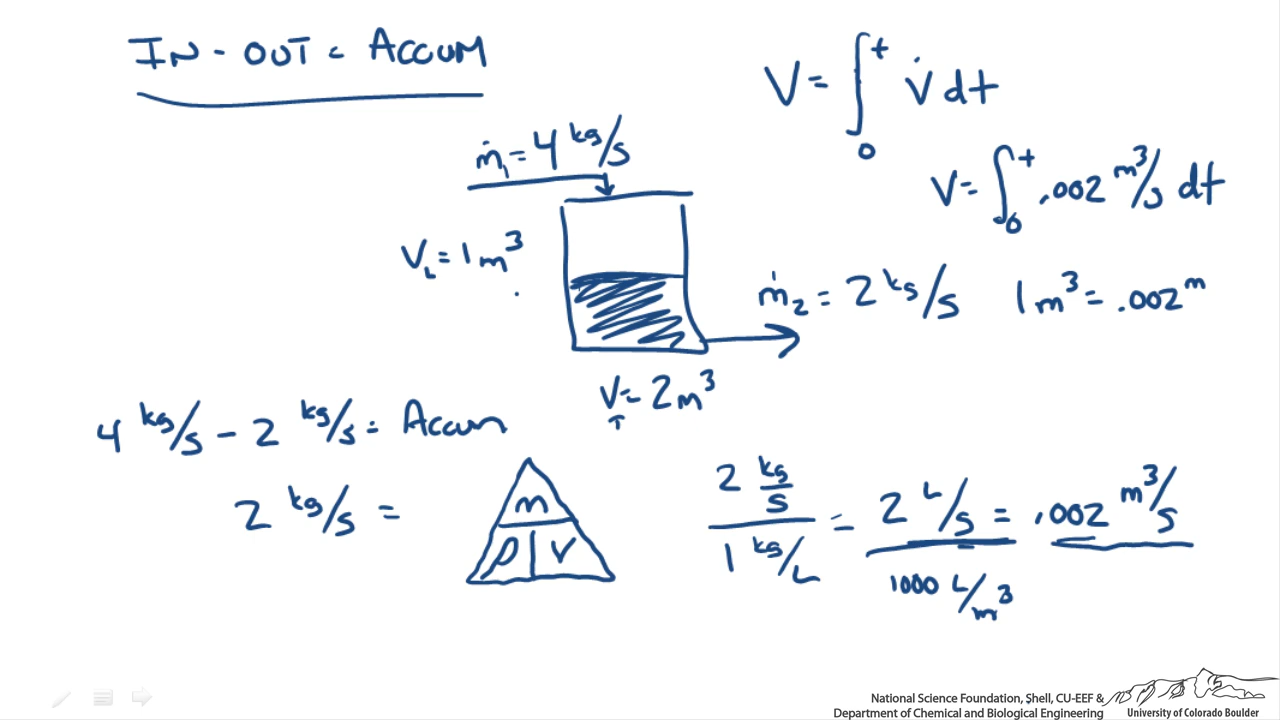 IN - OUT = ACCUM
V = ∫₀ᵗ V̇ dt
ṁ₁ = 4 kg/s
V = ∫₀ᵗ .002 m³/s dt
V_L = 1 m³
ṁ₂ = 2 kg/s
1 m³ = .002 m
V_T = 2 m³
4 kg/s - 2 kg/s = Accum
2 kg/s =
m
ρ | V
2 kg/s / 1 kg/L = 2 L/s / 1000 L/m³ = .002 m³/s
National Science Foundation, Shell, CU-EEF &
Department of Chemical and Biological Engineering
University of Colorado Boulder